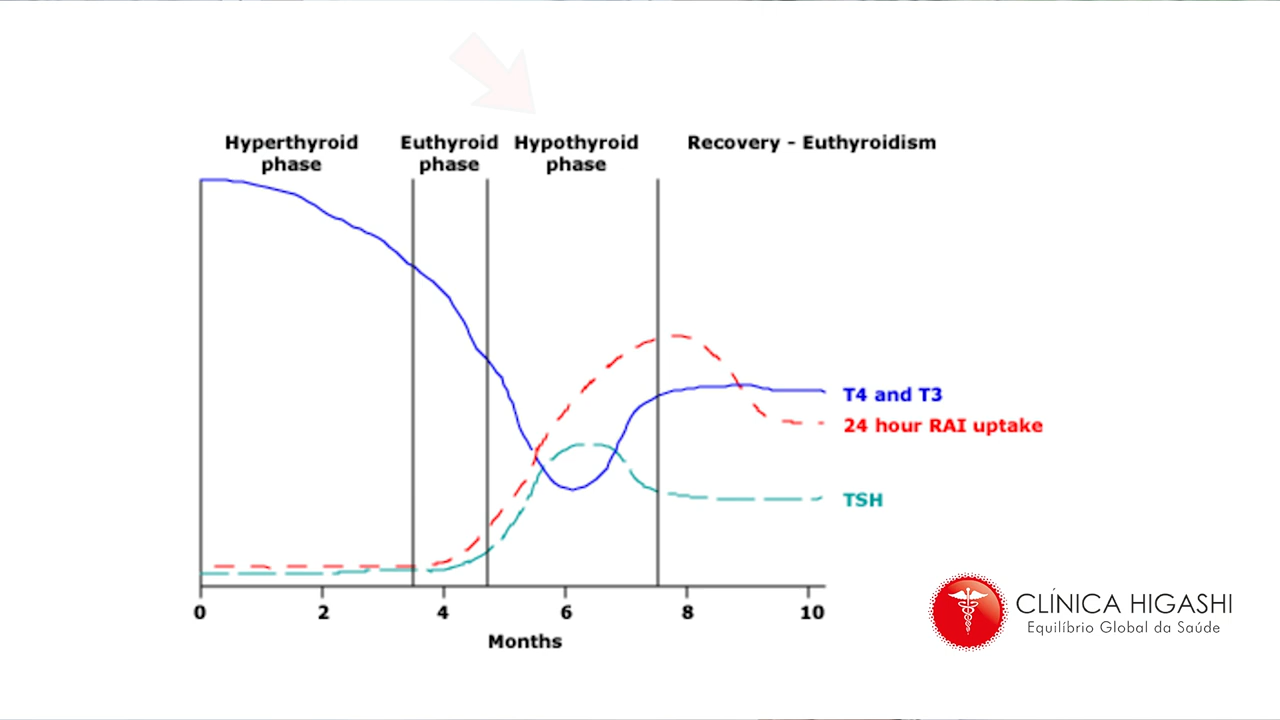 Hyperthyroid
phase
Euthyroid
phase
Hypothyroid
phase
Recovery - Euthyroidism
T4 and T3
24 hour RAI uptake
TSH
0 2 4 6 8 10
Months
CLÍNICA HIGASHI
Equilíbrio Global da Saúde